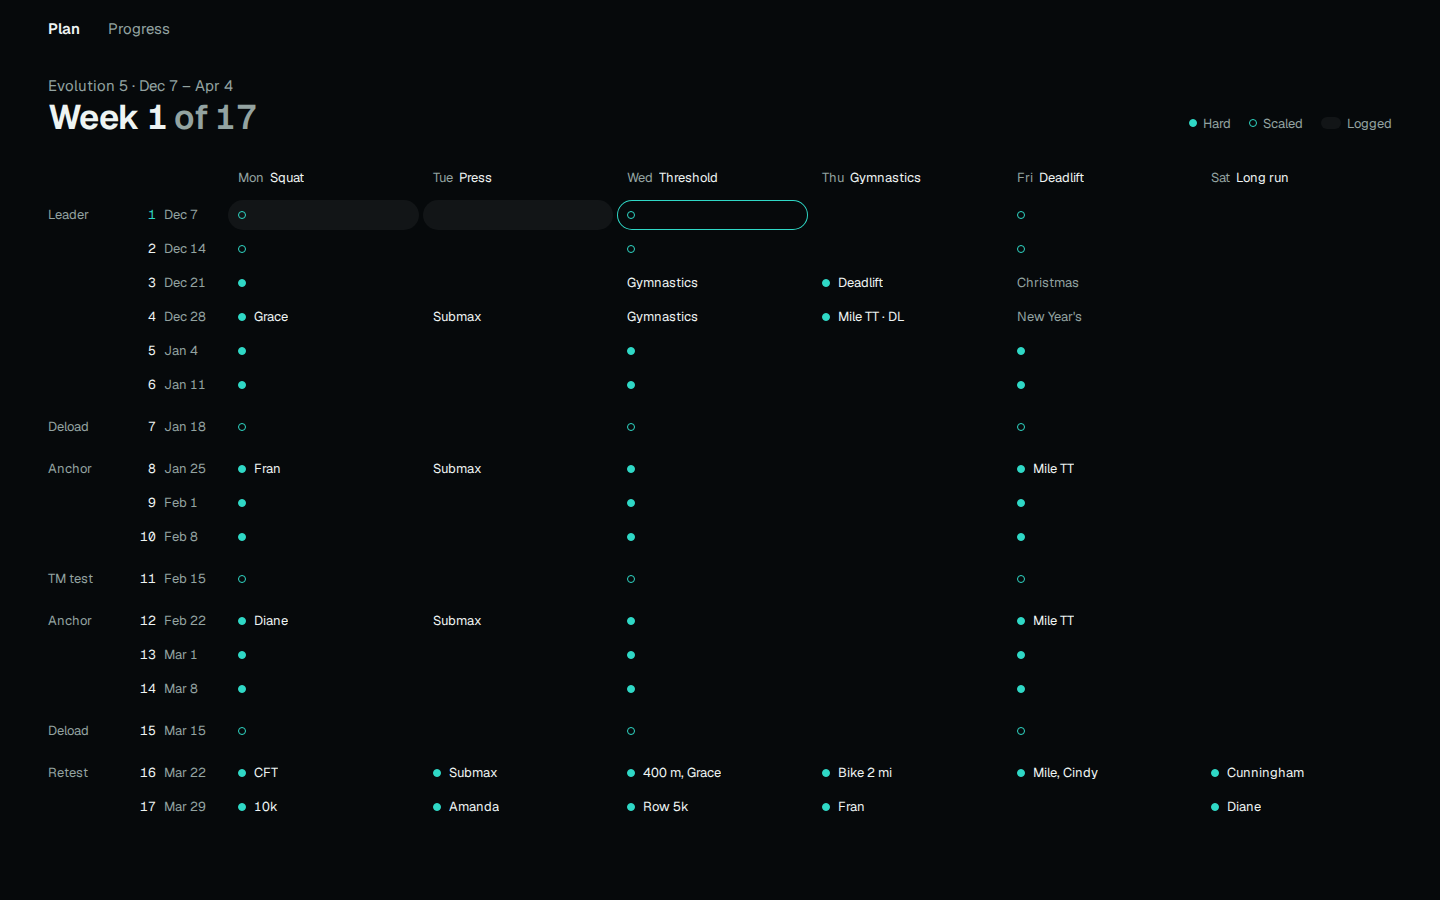 Plan Progress
Evolution 5 · Dec 7 – Apr 4
Week 1 of 17
Hard Scaled Logged
Mon Squat Tue Press Wed Threshold Thu Gymnastics Fri Deadlift Sat Long run
Leader 1 Dec 7
2 Dec 14
3 Dec 21 Gymnastics Deadlift Christmas
4 Dec 28 Grace Submax Gymnastics Mile TT · DL New Year's
5 Jan 4
6 Jan 11
Deload 7 Jan 18
Anchor 8 Jan 25 Fran Submax Mile TT
9 Feb 1
10 Feb 8
TM test 11 Feb 15
Anchor 12 Feb 22 Diane Submax Mile TT
13 Mar 1
14 Mar 8
Deload 15 Mar 15
Retest 16 Mar 22 CFT Submax 400 m, Grace Bike 2 mi Mile, Cindy Cunningham
17 Mar 29 10k Amanda Row 5k Fran Diane